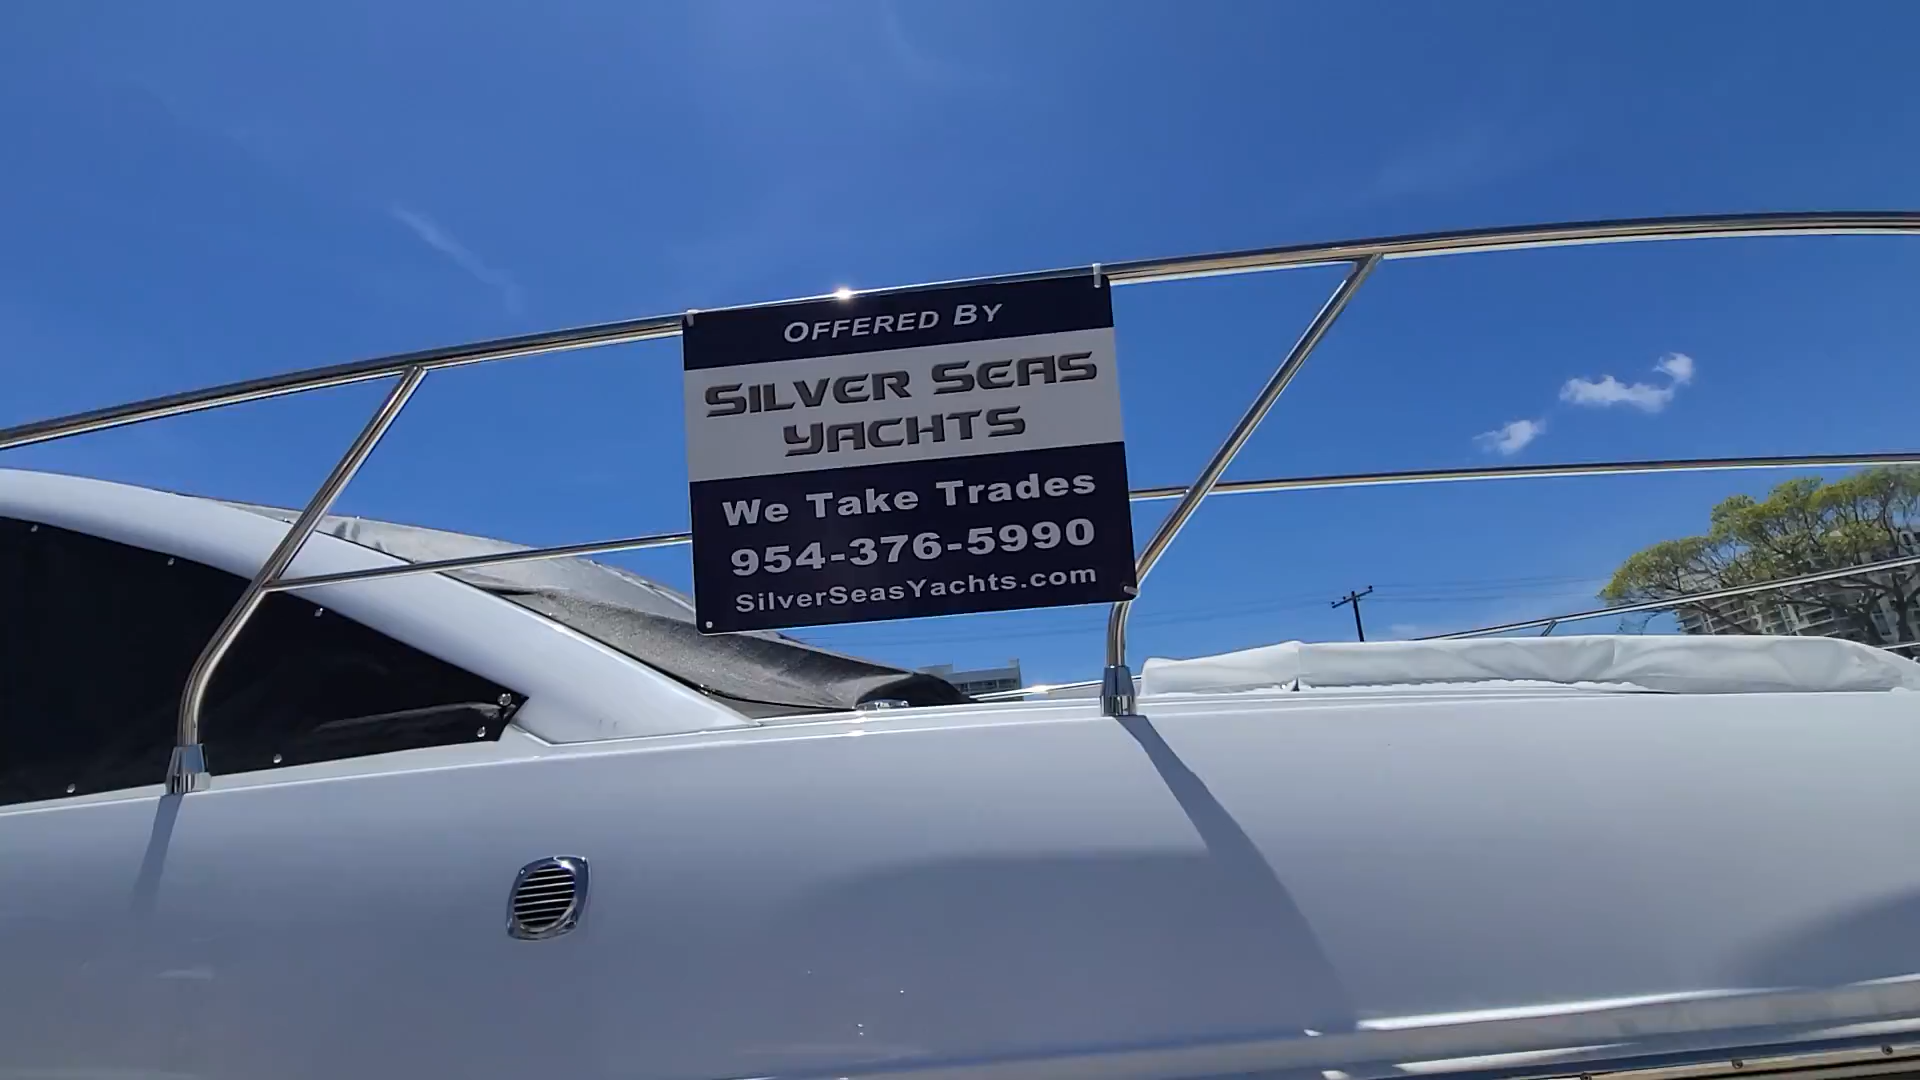 OFFERED BY
SILVER SEAS
YACHTS
We Take Trades
954-376-5990
SilverSeasYachts.com